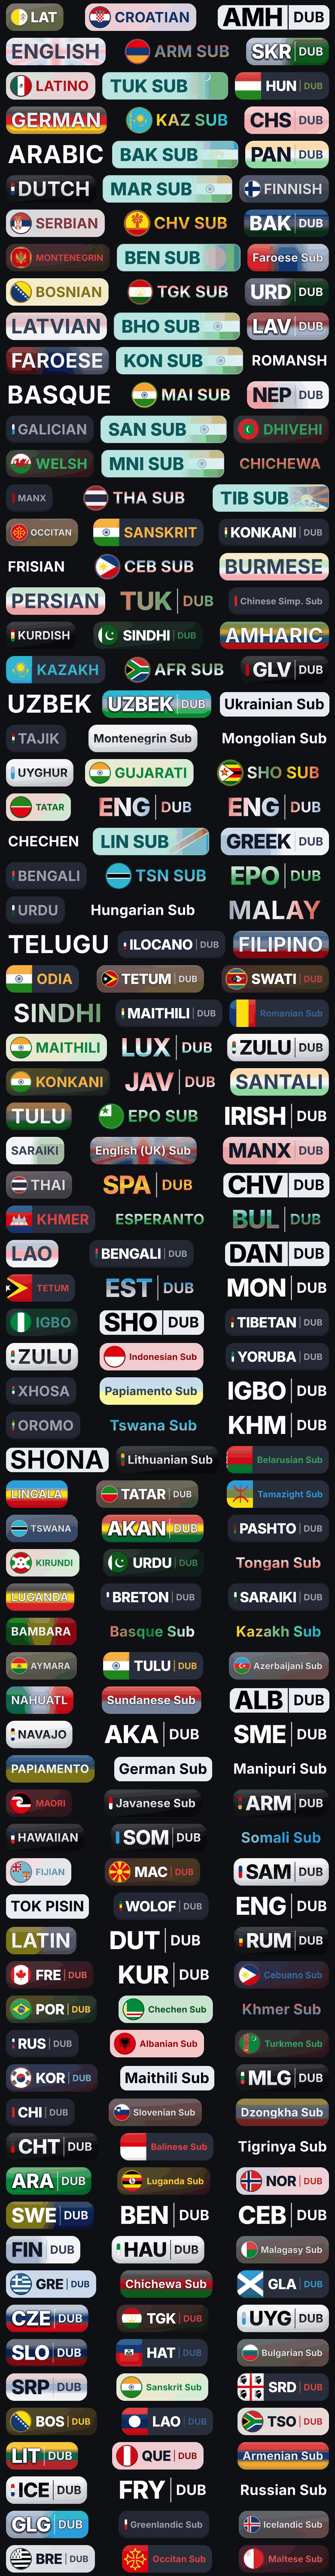 LAT CROATIAN AMH DUB
ENGLISH ARM SUB SKR DUB
LATINO TUK SUB HUN DUB
GERMAN KAZ SUB CHS DUB
ARABIC BAK SUB PAN DUB
DUTCH MAR SUB FINNISH
SERBIAN CHV SUB BAK DUB
MONTENEGRIN BEN SUB Faroese Sub
BOSNIAN TGK SUB URD DUB
LATVIAN BHO SUB LAV DUB
FAROESE KON SUB ROMANSH
BASQUE MAI SUB NEP DUB
GALICIAN SAN SUB DHIVEHI
WELSH MNI SUB CHICHEWA
MANX THA SUB TIB SUB
OCCITAN SANSKRIT KONKANI DUB
FRISIAN CEB SUB BURMESE
PERSIAN TUK DUB Chinese Simp. Sub
KURDISH SINDHI DUB AMHARIC
KAZAKH AFR SUB GLV DUB
UZBEK UZBEK DUB Ukrainian Sub
TAJIK Montenegrin Sub Mongolian Sub
UYGHUR GUJARATI SHO SUB
TATAR ENG DUB ENG DUB
CHECHEN LIN SUB GREEK DUB
BENGALI TSN SUB EPO DUB
URDU Hungarian Sub MALAY
TELUGU ILOCANO DUB FILIPINO
ODIA TETUM DUB SWATI DUB
SINDHI MAITHILI DUB Romanian Sub
MAITHILI LUX DUB ZULU DUB
KONKANI JAV DUB SANTALI
TULU EPO SUB IRISH DUB
SARAIKI English (UK) Sub MANX DUB
THAI SPA DUB CHV DUB
KHMER ESPERANTO BUL DUB
LAO BENGALI DUB DAN DUB
TETUM EST DUB MON DUB
IGBO SHO DUB TIBETAN DUB
ZULU Indonesian Sub YORUBA DUB
XHOSA Papiamento Sub IGBO DUB
OROMO Tswana Sub KHM DUB
SHONA Lithuanian Sub Belarusian Sub
LINGALA TATAR DUB Tamazight Sub
TSWANA AKAN DUB PASHTO DUB
KIRUNDI URDU DUB Tongan Sub
LUGANDA BRETON DUB SARAIKI DUB
BAMBARA Basque Sub Kazakh Sub
AYMARA TULU DUB Azerbaijani Sub
NAHUATL Sundanese Sub ALB DUB
NAVAJO AKA DUB SME DUB
PAPIAMENTO German Sub Manipuri Sub
MAORI Javanese Sub ARM DUB
HAWAIIAN SOM DUB Somali Sub
FIJIAN MAC DUB SAM DUB
TOK PISIN WOLOF DUB ENG DUB
LATIN DUT DUB RUM DUB
FRE DUB KUR DUB Cebuano Sub
POR DUB Chechen Sub Khmer Sub
RUS DUB Albanian Sub Turkmen Sub
KOR DUB Maithili Sub MLG DUB
CHI DUB Slovenian Sub Dzongkha Sub
CHT DUB Balinese Sub Tigrinya Sub
ARA DUB Luganda Sub NOR DUB
SWE DUB BEN DUB CEB DUB
FIN DUB HAU DUB Malagasy Sub
GRE DUB Chichewa Sub GLA DUB
CZE DUB TGK DUB UYG DUB
SLO DUB HAT DUB Bulgarian Sub
SRP DUB Sanskrit Sub SRD DUB
BOS DUB LAO DUB TSO DUB
LIT DUB QUE DUB Armenian Sub
ICE DUB FRY DUB Russian Sub
GLG DUB Greenlandic Sub Icelandic Sub
BRE DUB Occitan Sub Maltese Sub